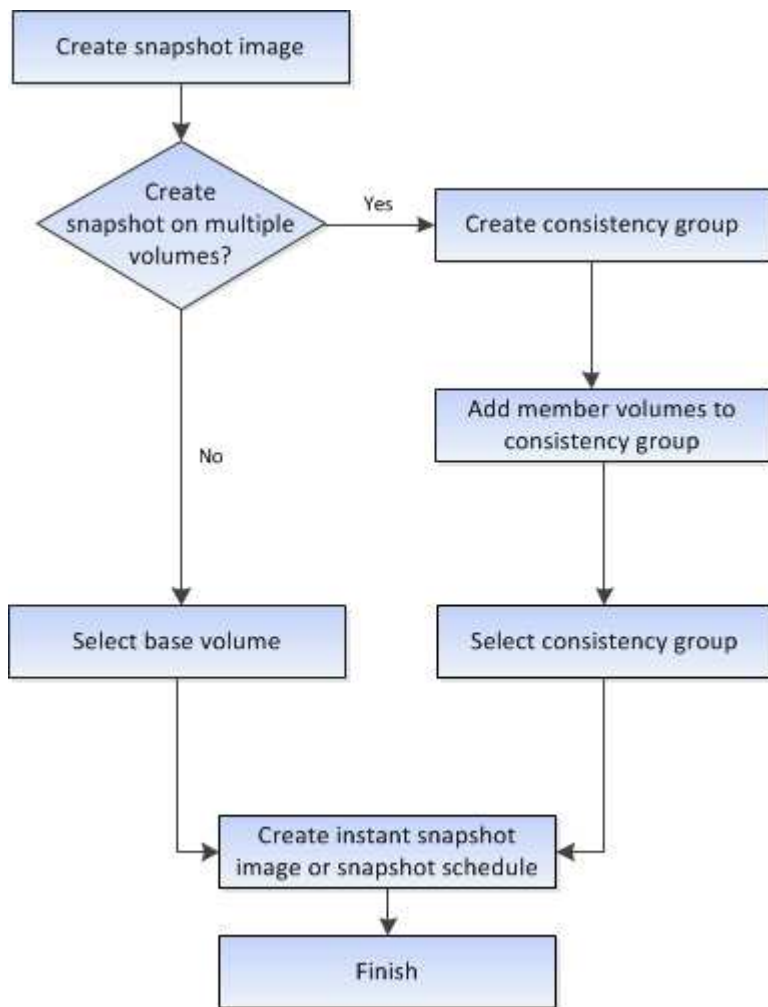 Create snapshot image
Create
snapshot on multiple
volumes?
Yes
Create consistency group
Add member volumes to
consistency group
No
Select base volume
Select consistency group
Create instant snapshot
image or snapshot schedule
Finish